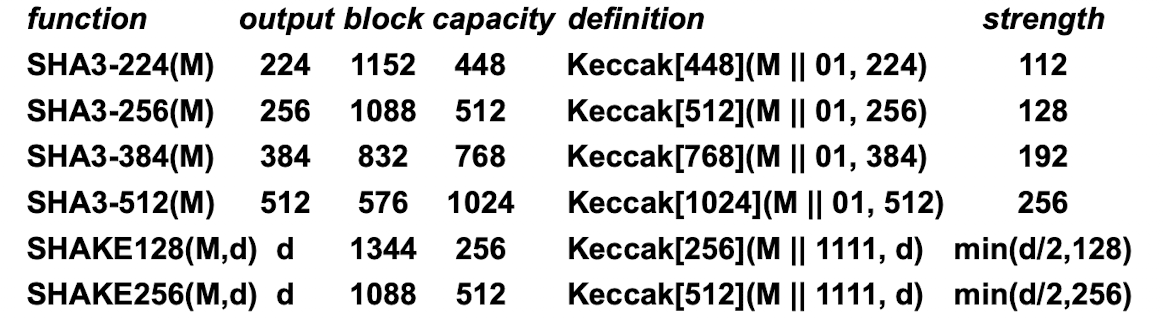 function output block capacity definition strength
SHA3-224(M) 224 1152 448 Keccak[448](M || 01, 224) 112
SHA3-256(M) 256 1088 512 Keccak[512](M || 01, 256) 128
SHA3-384(M) 384 832 768 Keccak[768](M || 01, 384) 192
SHA3-512(M) 512 576 1024 Keccak[1024](M || 01, 512) 256
SHAKE128(M,d) d 1344 256 Keccak[256](M || 1111, d) min(d/2,128)
SHAKE256(M,d) d 1088 512 Keccak[512](M || 1111, d) min(d/2,256)